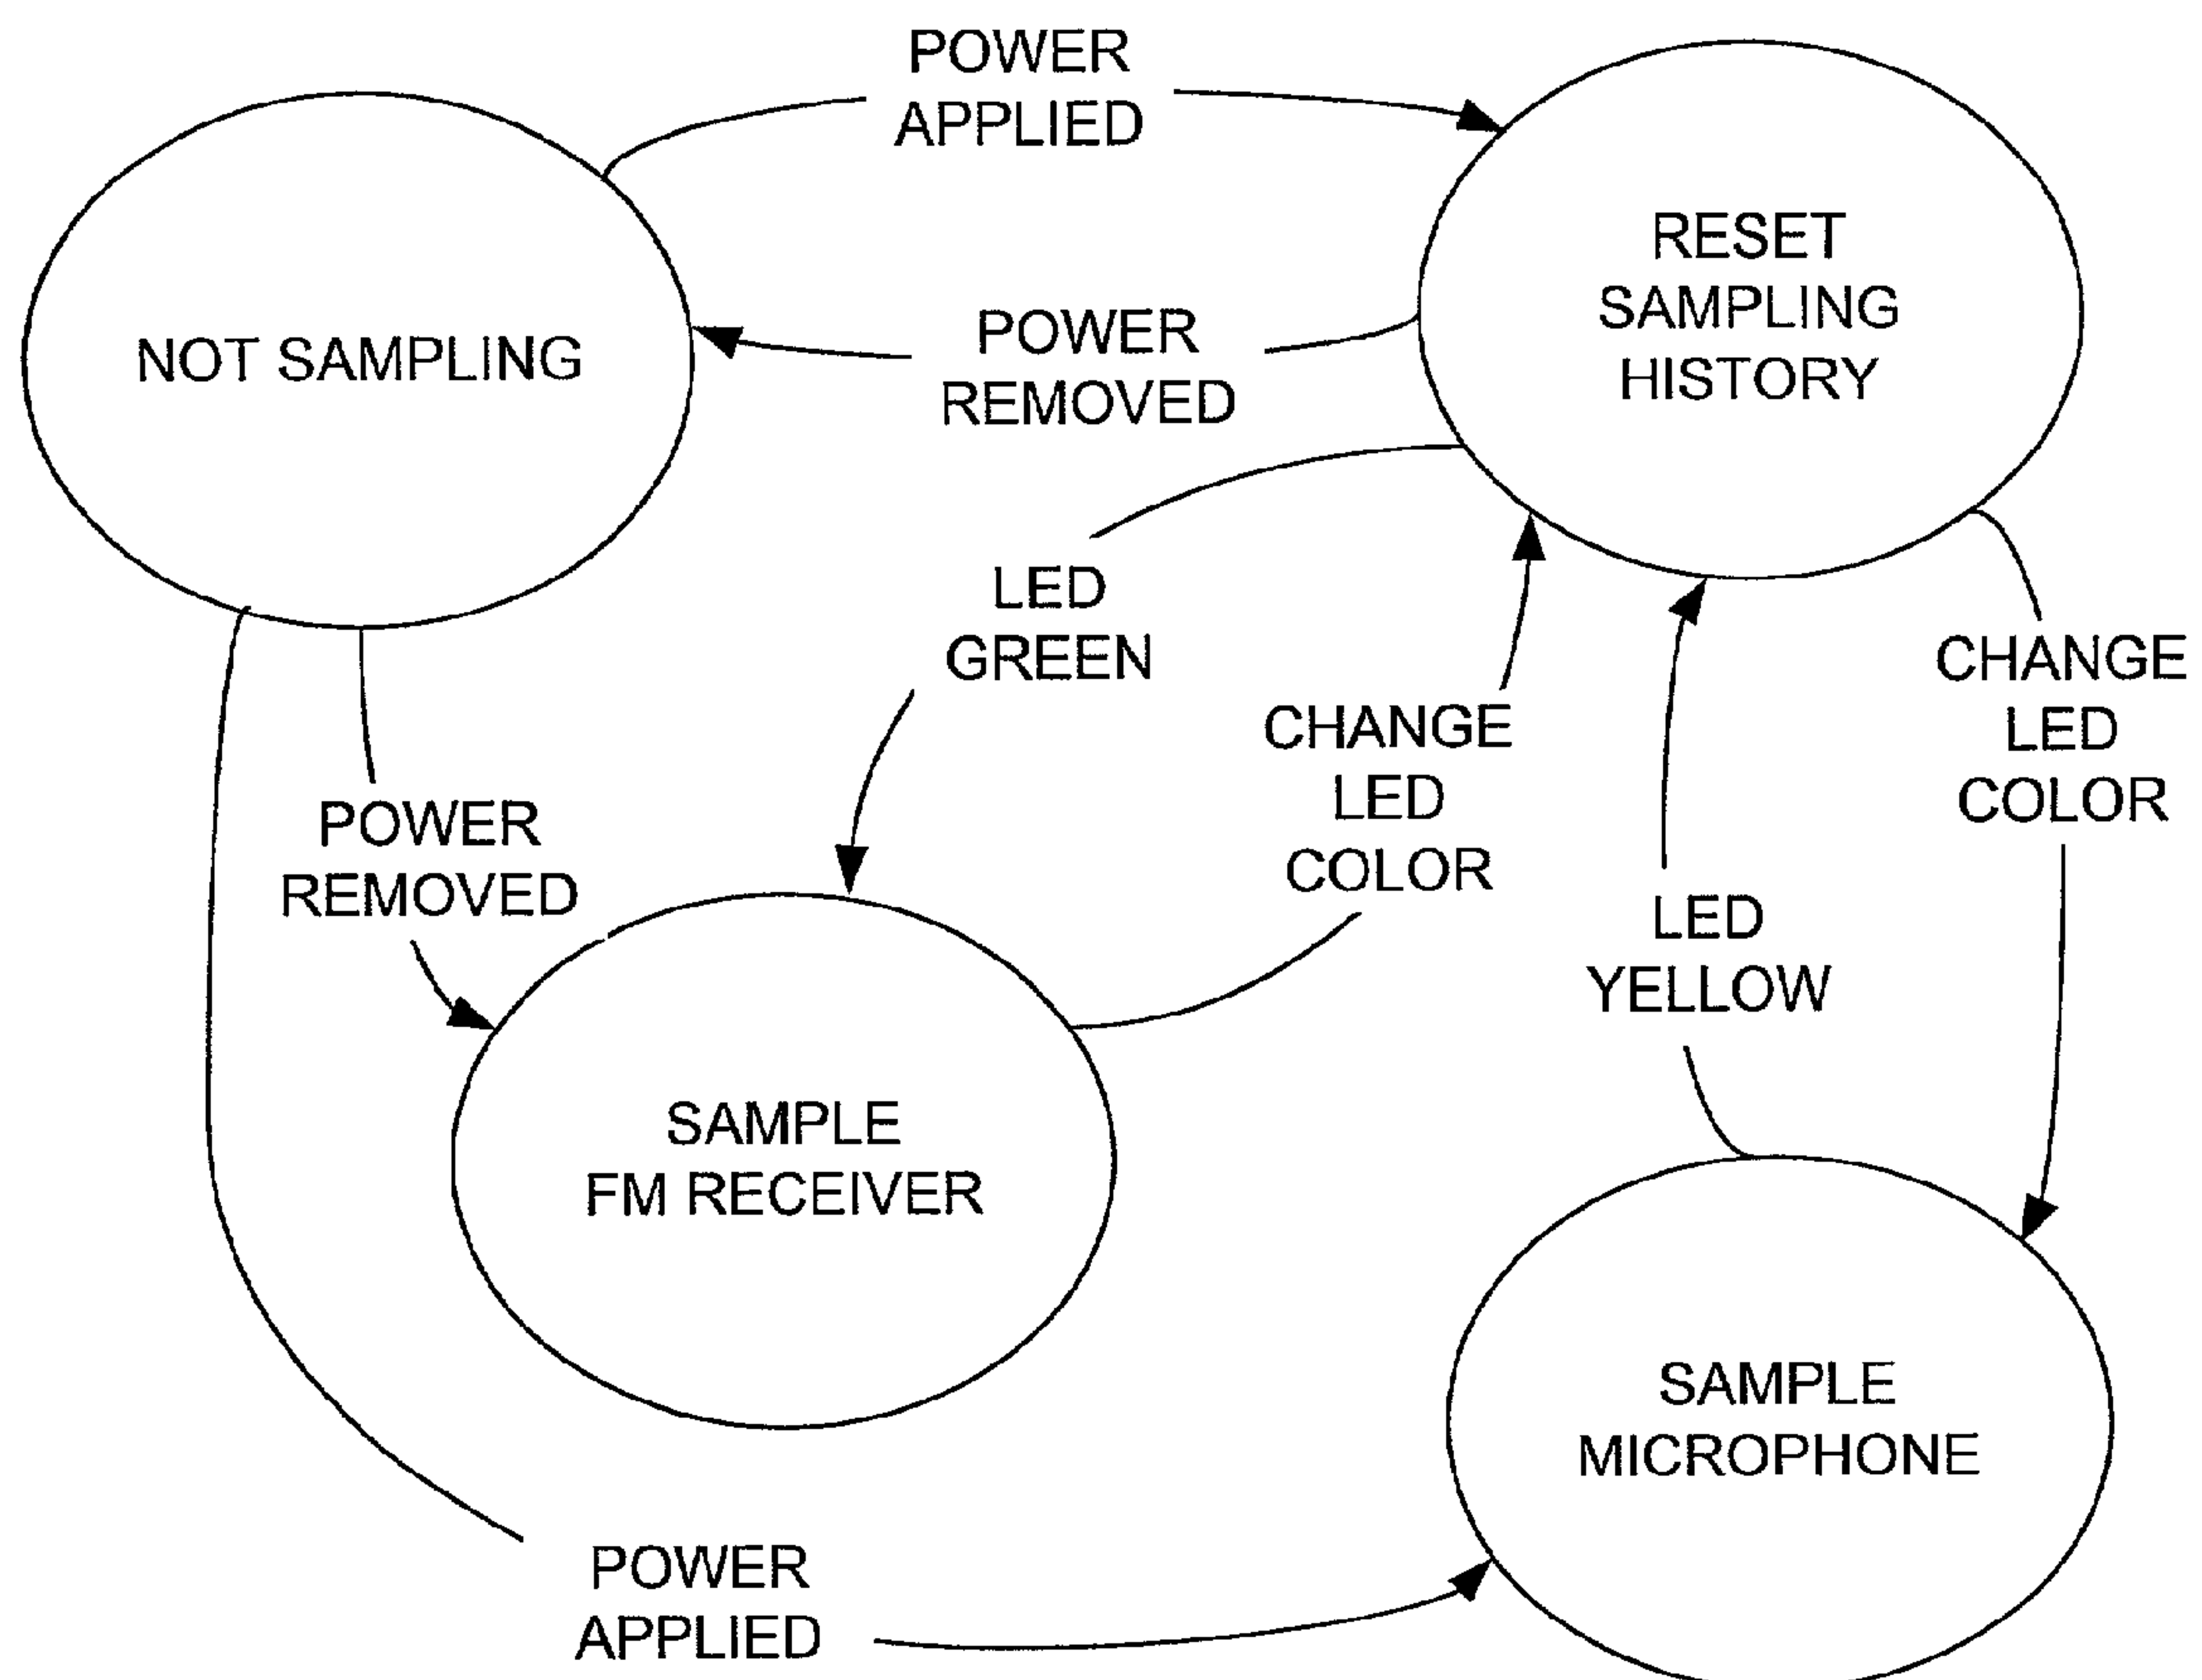 POWER
APPLIED
NOT SAMPLING
RESET
SAMPLING
HISTORY
POWER
REMOVED
LED
GREEN
CHANGE
LED
COLOR
CHANGE
LED
COLOR
POWER
REMOVED
LED
YELLOW
SAMPLE
FM RECEIVER
SAMPLE
MICROPHONE
POWER
APPLIED